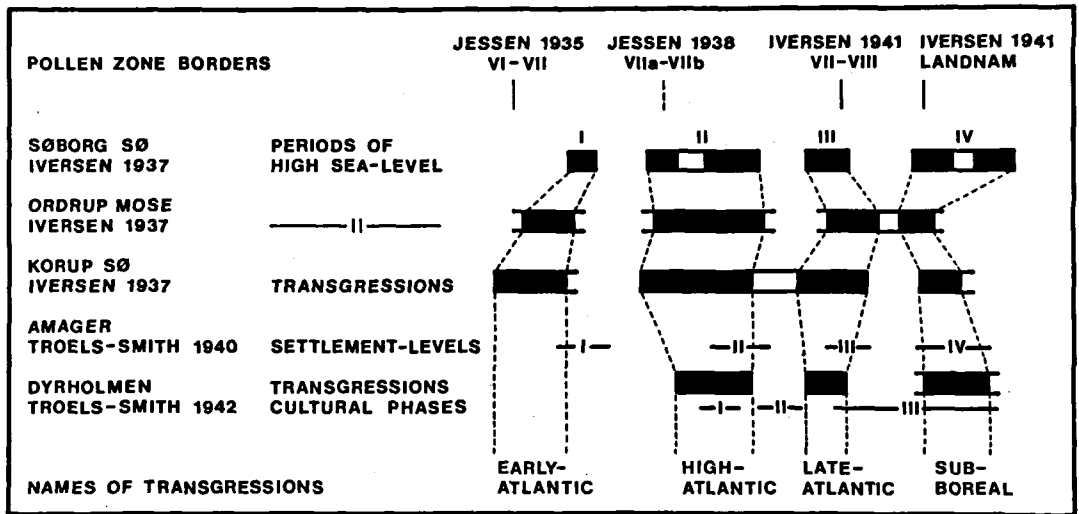 JESSEN 1935 JESSEN 1938 IVERSEN 1941 IVERSEN 1941
POLLEN ZONE BORDERS VI-VII VIIa-VIIb VII-VIII LANDNAM
I II III IV
SØBORG SØ PERIODS OF
IVERSEN 1937 HIGH SEA-LEVEL
ORDRUP MOSE
IVERSEN 1937 —II—
KORUP SØ
IVERSEN 1937 TRANSGRESSIONS
AMAGER
TROELS-SMITH 1940 SETTLEMENT-LEVELS I II III IV
DYRHOLMEN TRANSGRESSIONS
TROELS-SMITH 1942 CULTURAL PHASES I II III
EARLY- HIGH- LATE- SUB-
NAMES OF TRANSGRESSIONS ATLANTIC ATLANTIC ATLANTIC BOREAL